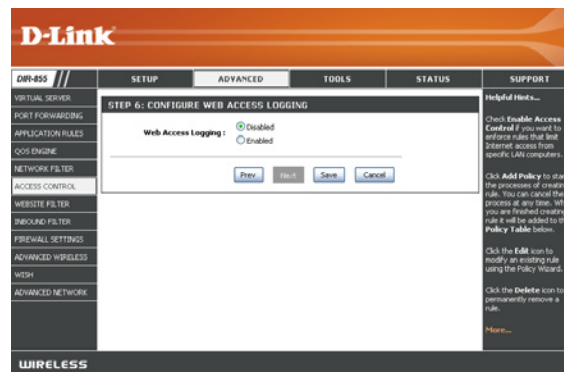 D-Link
DIR-855
SETUP
ADVANCED
TOOLS
STATUS
SUPPORT
VIRTUAL SERVER
PORT FORWARDING
APPLICATION RULES
QOS ENGINE
NETWORK FILTER
ACCESS CONTROL
WEBSITE FILTER
INBOUND FILTER
FIREWALL SETTINGS
ADVANCED WIRELESS
WISH
ADVANCED NETWORK
STEP 6: CONFIGURE WEB ACCESS LOGGING
Web Access Logging :
Disabled
Enabled
Prev
Next
Save
Cancel
Helpful Hints...
Check Enable Access
Control if you want to
enforce rules that limit
Internet access from
specific LAN computers.
Click Add Policy to star
the processes of creatin
rule. You can cancel the
process at any time. Wh
you are finished creating
rule it will be added to th
Policy Table below.
Click the Edit icon to
modify an existing rule
using the Policy Wizard.
Click the Delete icon to
permanently remove a
rule.
More...
WIRELESS